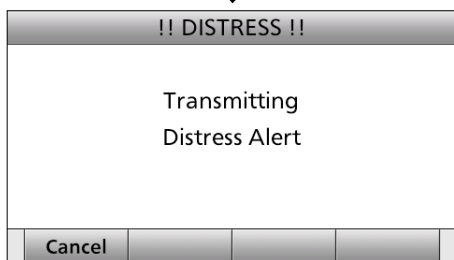 !! DISTRESS !!
Transmitting
Distress Alert
Cancel